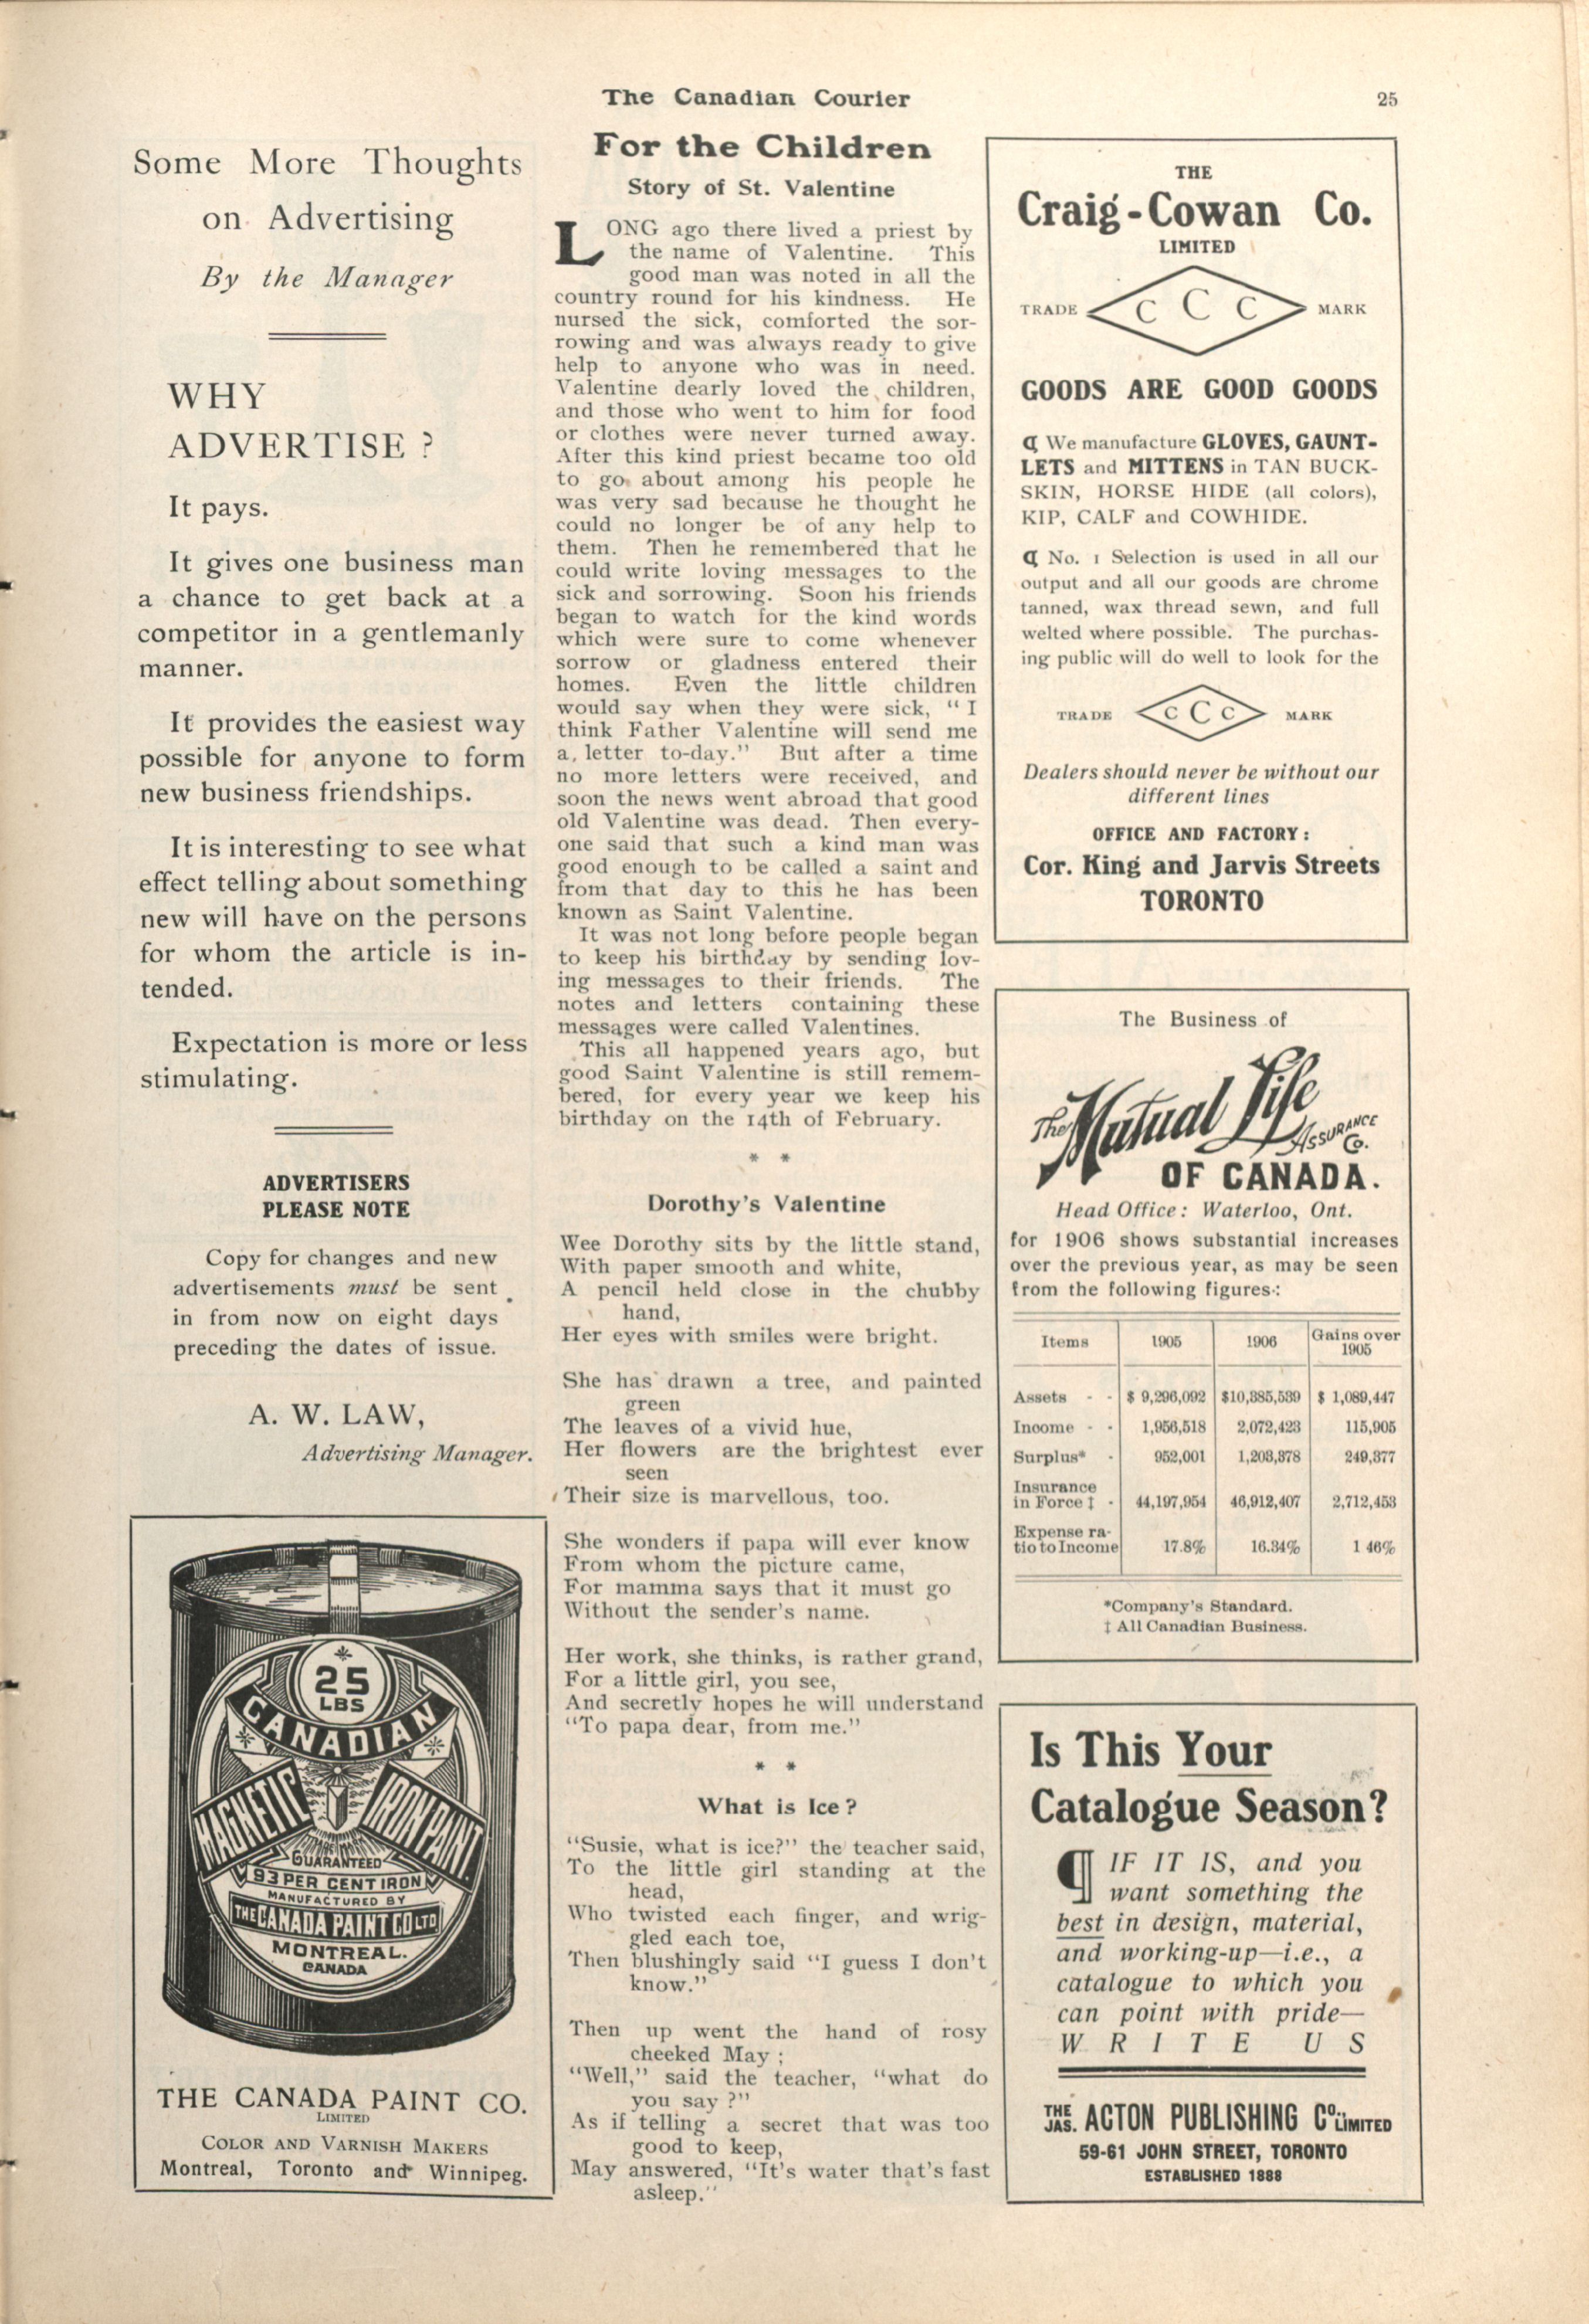 The Canadian Courier
25
Some More Thoughts
on Advertising
By the Manager
WHY
ADVERTISE ?
It pays.
It gives one business man
a chance to get back at a
competitor in a gentlemanly
manner.
It provides the easiest way
possible for anyone to form
new business friendships.
It is interesting to see what
effect telling about something
new will have on the persons
for whom the article is in-
tended.
Expectation is more or less
stimulating.
ADVERTISERS
PLEASE NOTE
Copy for changes and new
advertisements must be sent
in from now on eight days
preceding the dates of issue.
A. W. LAW,
Advertising Manager.
25
LBS
CANADIAN
MAGNETIC
IRON PAINT
GUARANTEED
93 PER CENT IRON
MANUFACTURED BY
THE CANADA PAINT CO LTD
MONTREAL.
CANADA
THE CANADA PAINT CO.
LIMITED
COLOR AND VARNISH MAKERS
Montreal, Toronto and Winnipeg.
For the Children
Story of St. Valentine
LONG ago there lived a priest by
the name of Valentine. This
good man was noted in all the
country round for his kindness. He
nursed the sick, comforted the sor-
rowing and was always ready to give
help to anyone who was in need.
Valentine dearly loved the children,
and those who went to him for food
or clothes were never turned away.
After this kind priest became too old
to go about among his people he
was very sad because he thought he
could no longer be of any help to
them. Then he remembered that he
could write loving messages to the
sick and sorrowing. Soon his friends
began to watch for the kind words
which were sure to come whenever
sorrow or gladness entered their
homes. Even the little children
would say when they were sick, "I
think Father Valentine will send me
a letter to-day." But after a time
no more letters were received, and
soon the news went abroad that good
old Valentine was dead. Then every-
one said that such a kind man was
good enough to be called a saint and
from that day to this he has been
known as Saint Valentine.
It was not long before people began
to keep his birthday by sending lov-
ing messages to their friends. The
notes and letters containing these
messages were called Valentines.
This all happened years ago, but
good Saint Valentine is still remem-
bered, for every year we keep his
birthday on the 14th of February.
* *
Dorothy's Valentine
Wee Dorothy sits by the little stand,
With paper smooth and white,
A pencil held close in the chubby
hand,
Her eyes with smiles were bright.
She has drawn a tree, and painted
green
The leaves of a vivid hue,
Her flowers are the brightest ever
seen
Their size is marvellous, too.
She wonders if papa will ever know
From whom the picture came,
For mamma says that it must go
Without the sender's name.
Her work, she thinks, is rather grand,
For a little girl, you see,
And secretly hopes he will understand
"To papa dear, from me."
* *
What is Ice ?
"Susie, what is ice?" the teacher said,
To the little girl standing at the
head,
Who twisted each finger, and wrig-
gled each toe,
Then blushingly said "I guess I don't
know."
Then up went the hand of rosy
cheeked May ;
"Well," said the teacher, "what do
you say ?"
As if telling a secret that was too
good to keep,
May answered, "It's water that's fast
asleep."
THE
Craig-Cowan Co.
LIMITED
TRADE C C C MARK
GOODS ARE GOOD GOODS
¶ We manufacture GLOVES, GAUNT-
LETS and MITTENS in TAN BUCK-
SKIN, HORSE HIDE (all colors),
KIP, CALF and COWHIDE.
¶ No. 1 Selection is used in all our
output and all our goods are chrome
tanned, wax thread sewn, and full
welted where possible. The purchas-
ing public will do well to look for the
TRADE C C C MARK
Dealers should never be without our
different lines
OFFICE AND FACTORY :
Cor. King and Jarvis Streets
TORONTO
The Business of
The Mutual Life
ASSURANCE
Co.
OF CANADA.
Head Office : Waterloo, Ont.
for 1906 shows substantial increases
over the previous year, as may be seen
from the following figures :
Items 1905 1906 Gains over
1905
Assets - - $ 9,296,092 $10,385,539 $ 1,089,447
Income - - 1,956,518 2,072,423 115,905
Surplus* - 952,001 1,203,378 249,377
Insurance
in Force ‡ - 44,197,954 46,912,407 2,712,453
Expense ra-
tio to Income 17.8% 16.34% 1 46%
*Company's Standard.
‡ All Canadian Business.
Is This Your
Catalogue Season?
¶ IF IT IS, and you
want something the
best in design, material,
and working-up—i.e., a
catalogue to which you
can point with pride—
WRITE US
THE
JAS. ACTON PUBLISHING Co. LIMITED
59-61 JOHN STREET, TORONTO
ESTABLISHED 1888